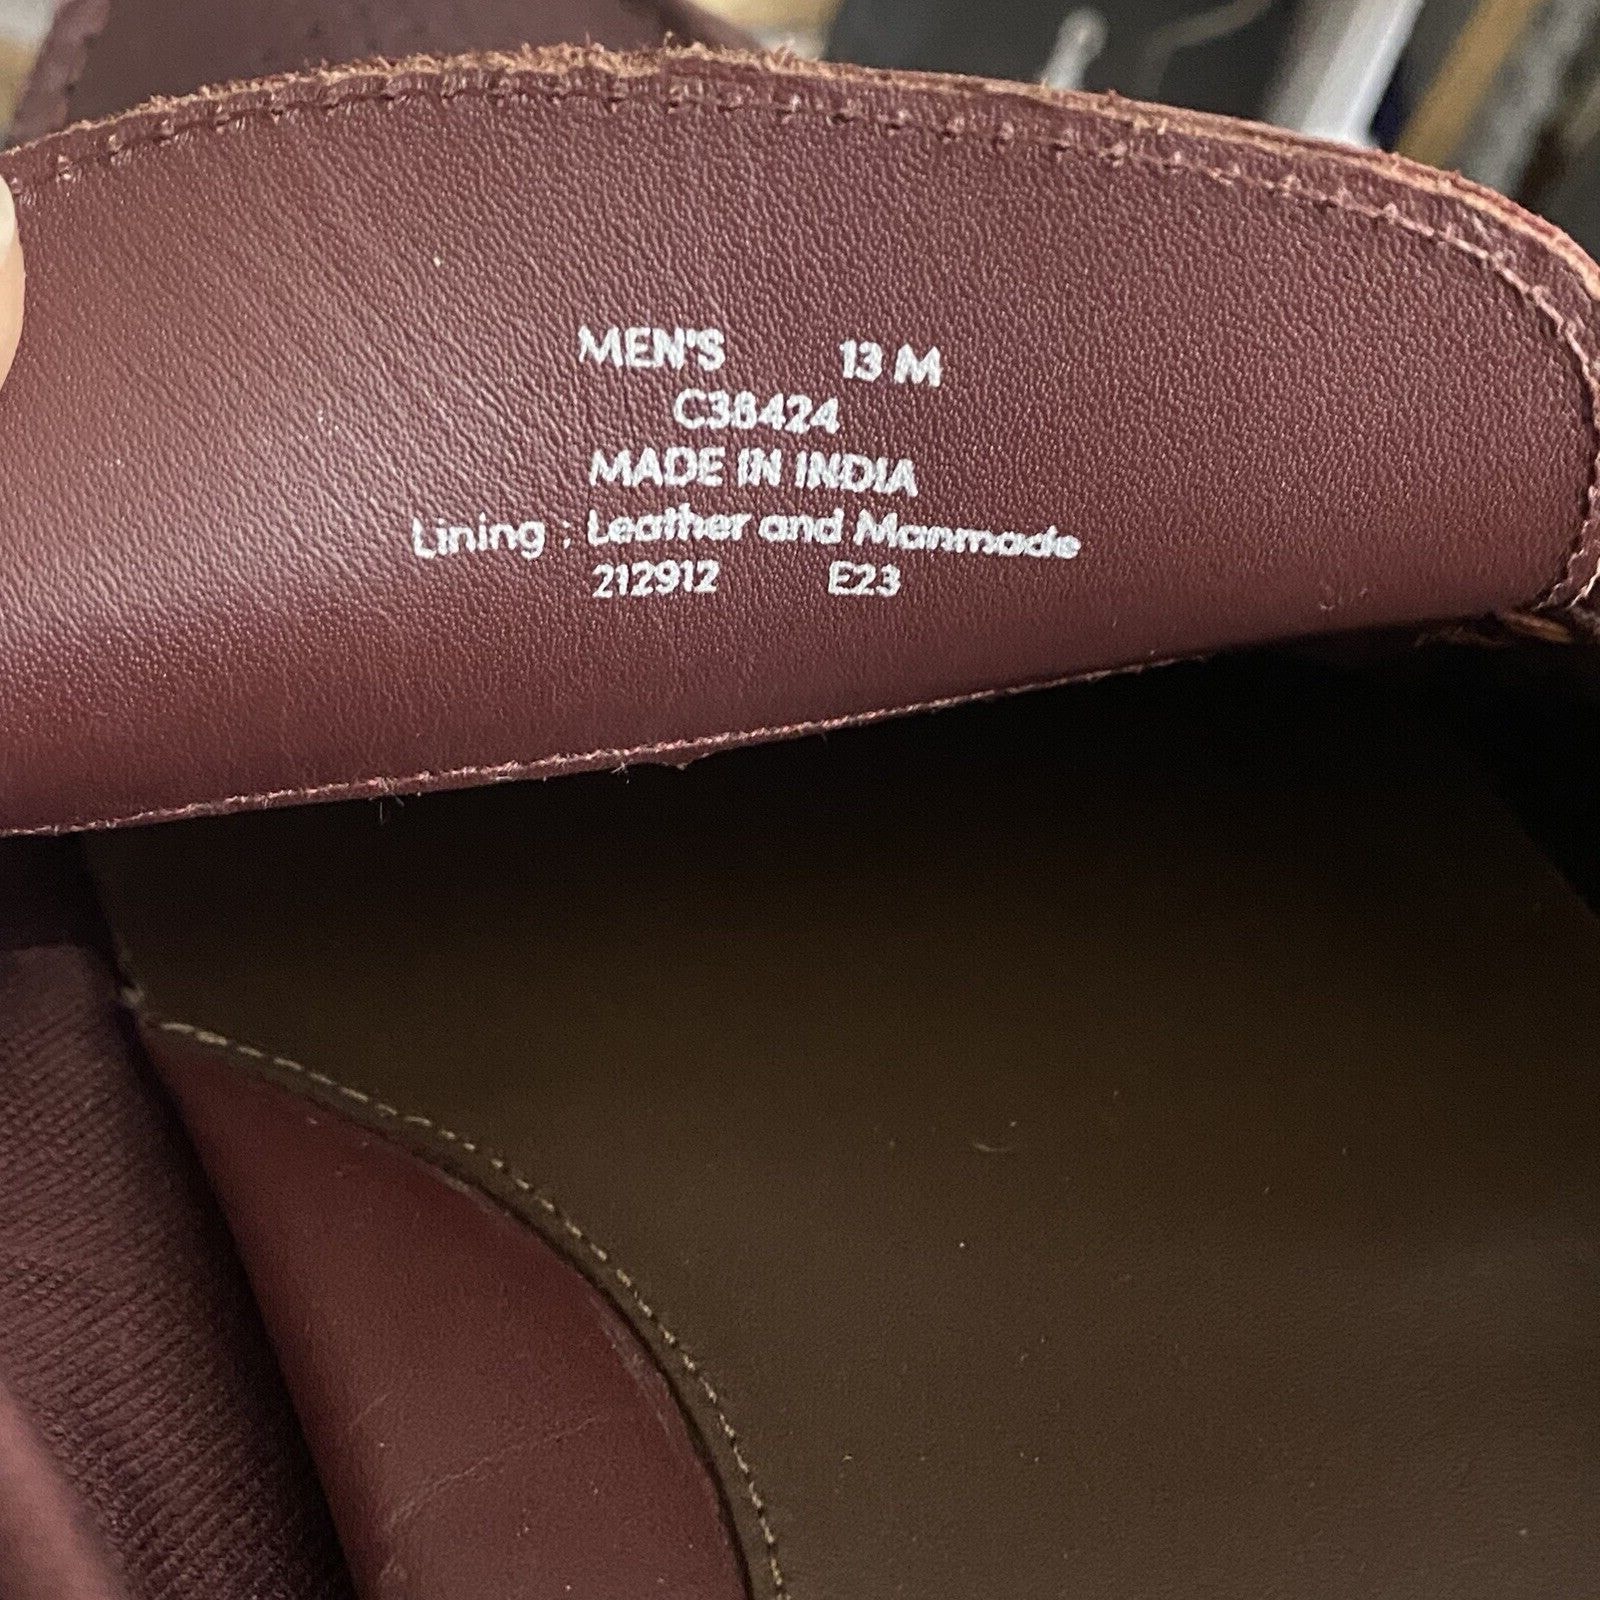 MEN'S 13 M
C38424
MADE IN INDIA
Lining : Leather and Manmade
212912 E23